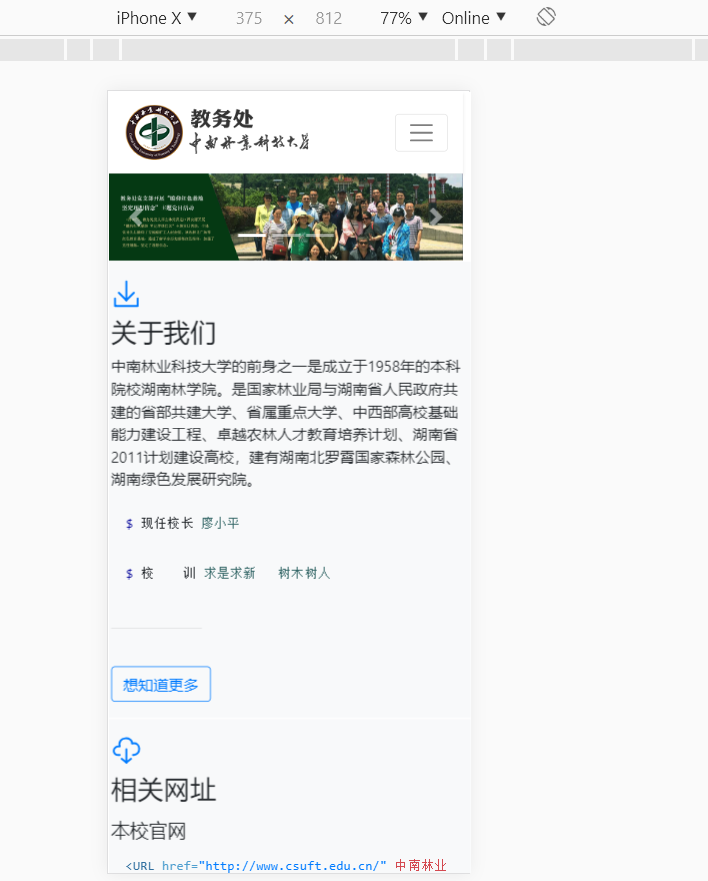 iPhone X ▼ 375 × 812 77% ▼ Online ▼
教务处
中南林业科技大学
关于我们
中南林业科技大学的前身之一是成立于1958年的本科
院校湖南林学院。是国家林业局与湖南省人民政府共
建的省部共建大学、省属重点大学、中西部高校基础
能力建设工程、卓越农林人才教育培养计划、湖南省
2011计划建设高校，建有湖南北罗霄国家森林公园、
湖南绿色发展研究院。
$ 现任校长 廖小平
$ 校 训 求是求新 树木树人
想知道更多
相关网址
本校官网
<URL href="http://www.csuft.edu.cn/" 中南林业